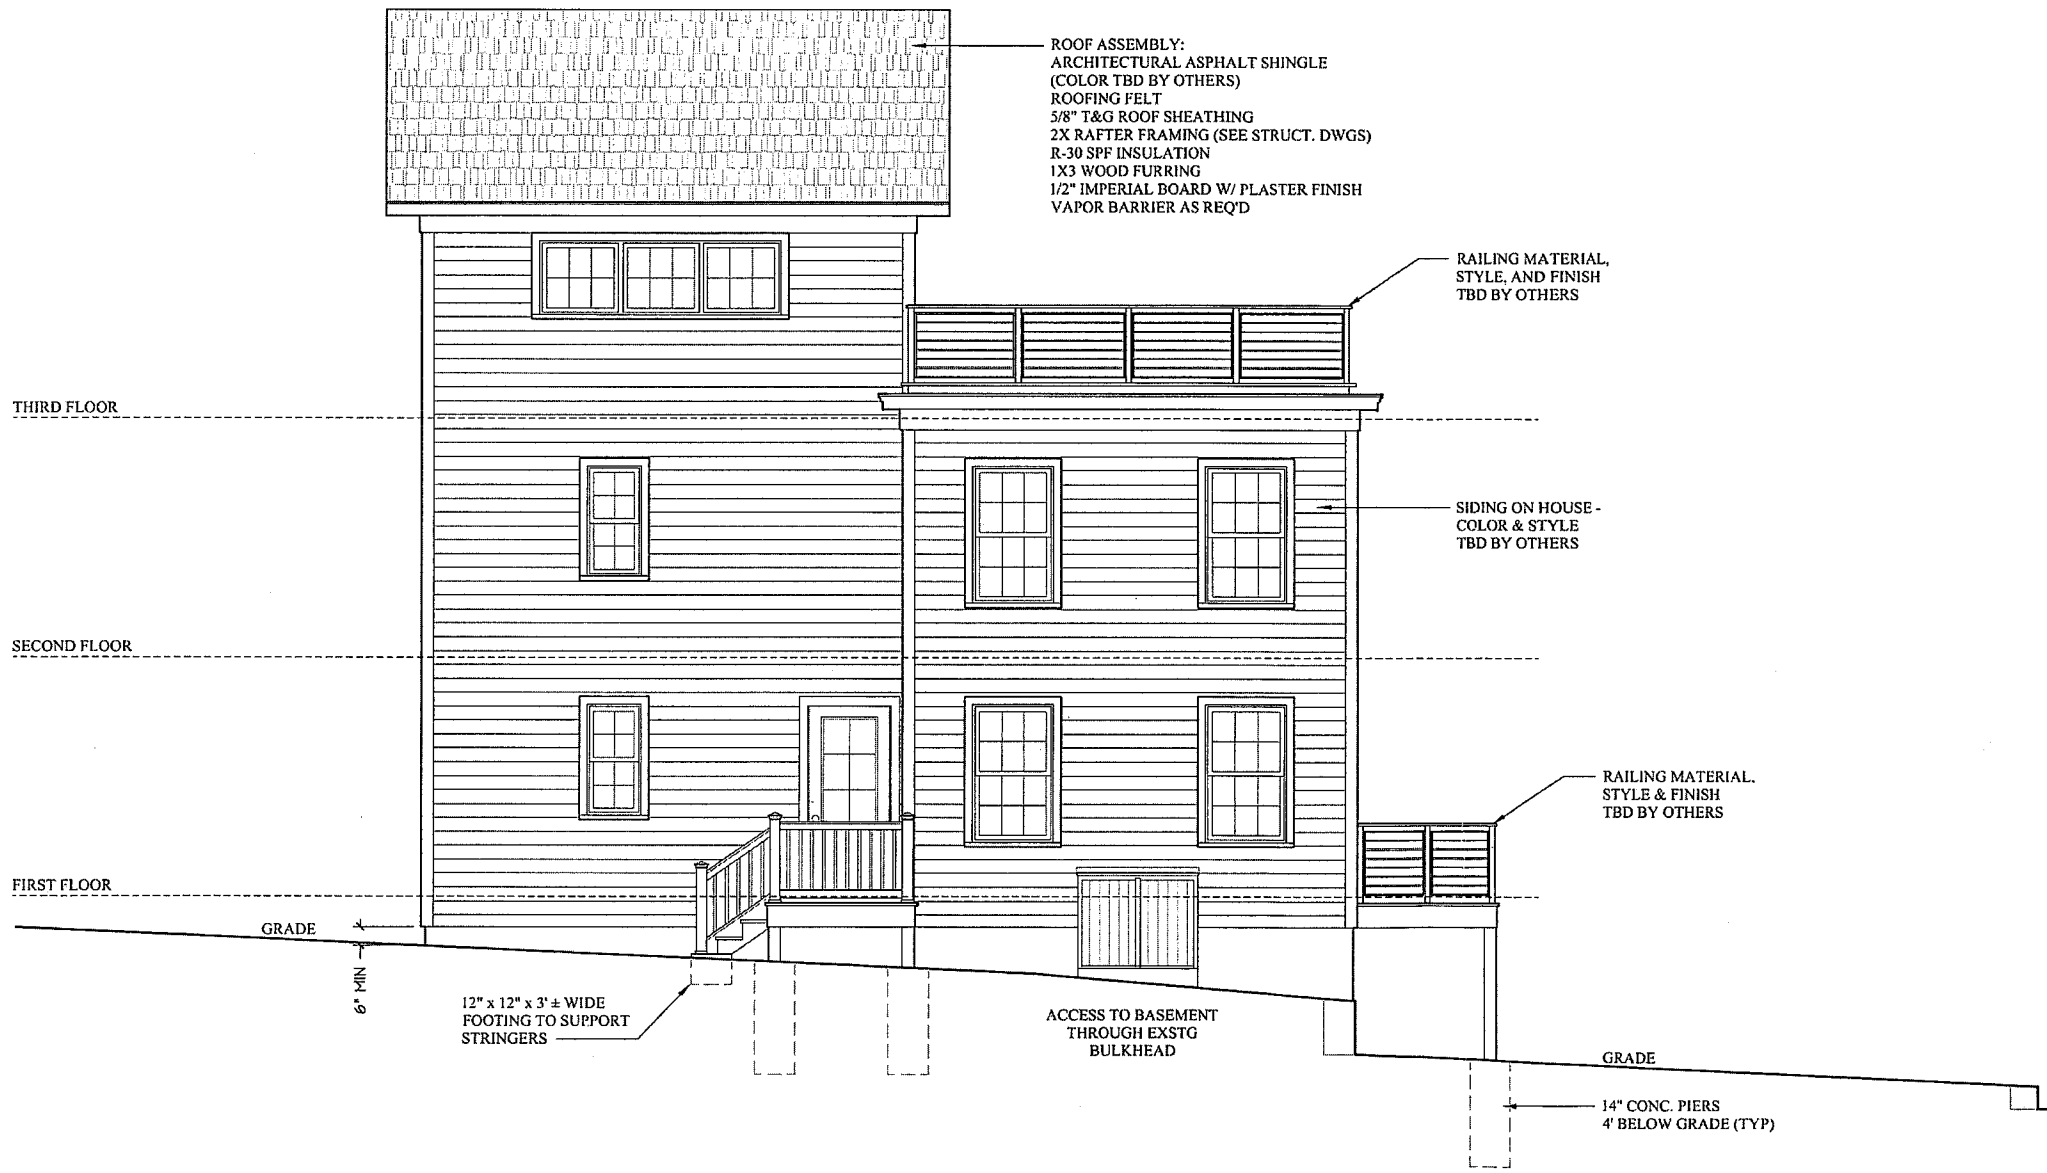 ROOF ASSEMBLY:
ARCHITECTURAL ASPHALT SHINGLE
(COLOR TBD BY OTHERS)
ROOFING FELT
5/8" T&G ROOF SHEATHING
2X RAFTER FRAMING (SEE STRUCT. DWGS)
R-30 SPF INSULATION
1X3 WOOD FURRING
1/2" IMPERIAL BOARD W/ PLASTER FINISH
VAPOR BARRIER AS REQ'D
RAILING MATERIAL,
STYLE, AND FINISH
TBD BY OTHERS
THIRD FLOOR
SIDING ON HOUSE -
COLOR & STYLE
TBD BY OTHERS
SECOND FLOOR
RAILING MATERIAL,
STYLE & FINISH
TBD BY OTHERS
FIRST FLOOR
GRADE
6" MIN
12" x 12" x 3' ± WIDE
FOOTING TO SUPPORT
STRINGERS
ACCESS TO BASEMENT
THROUGH EXSTG
BULKHEAD
GRADE
14" CONC. PIERS
4' BELOW GRADE (TYP)